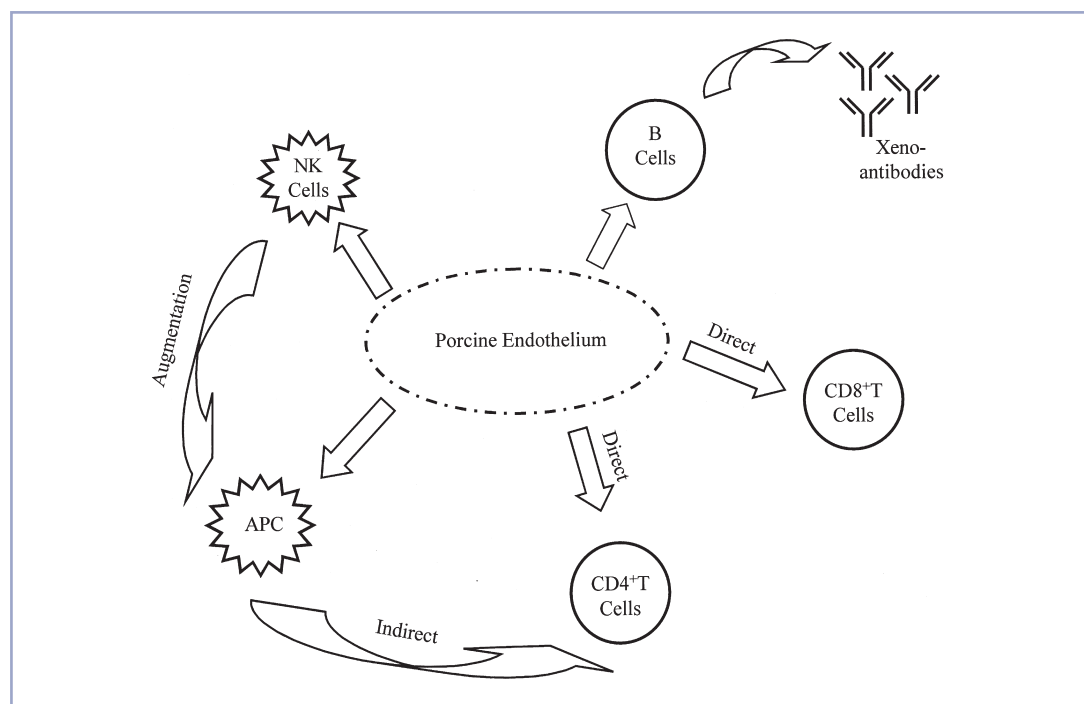 B
Cells
Xeno-
antibodies
NK
Cells
Augmentation
Porcine Endothelium
Direct
CD8⁺T
Cells
Direct
APC
CD4⁺T
Cells
Indirect